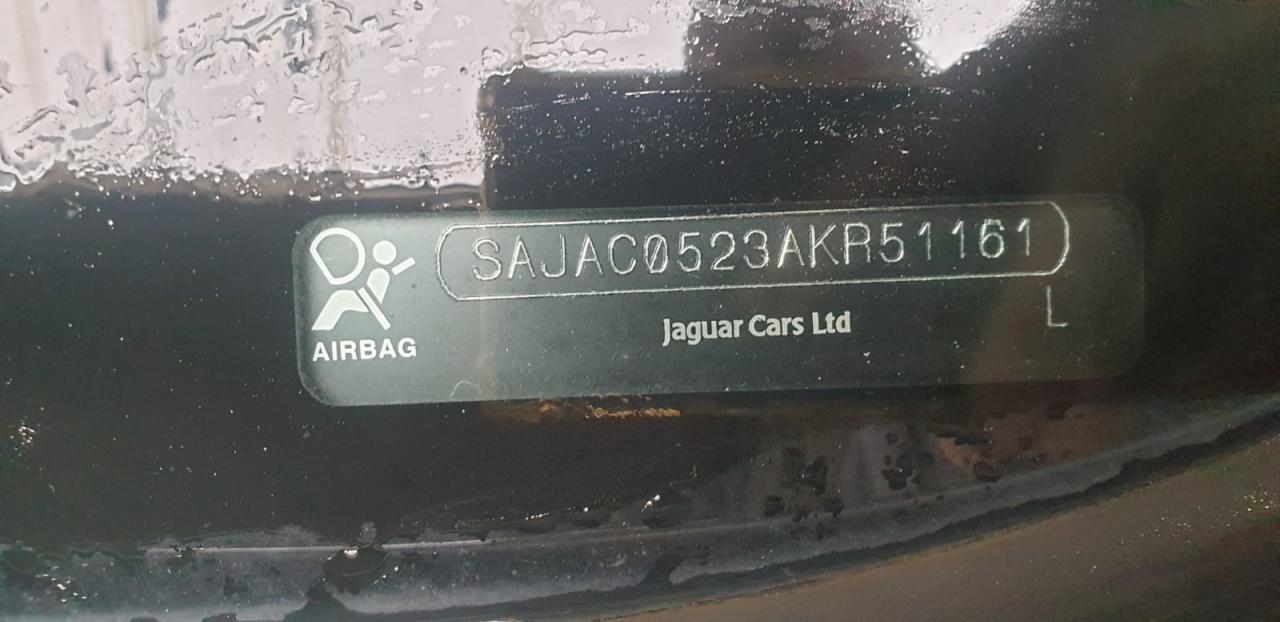 SAJAC0523AKR51161
L
Jaguar Cars Ltd
AIRBAG